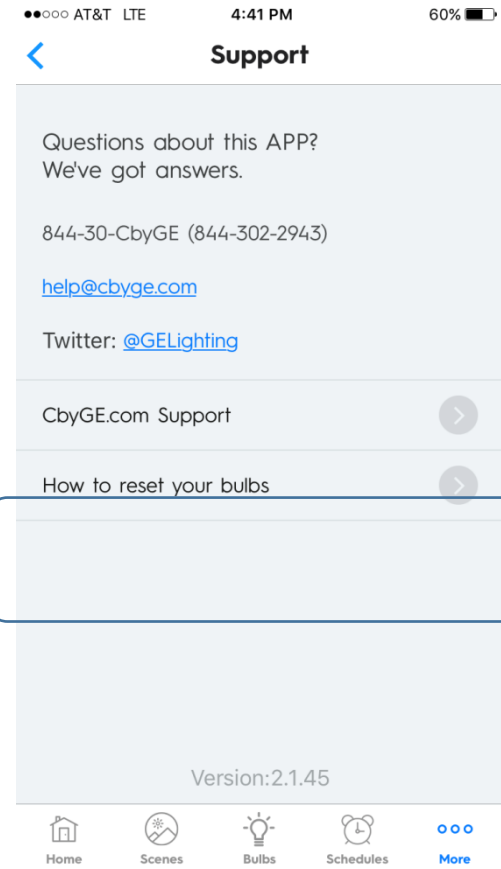 AT&T LTE 4:41 PM 60%
Support
Questions about this APP?
We've got answers.
844-30-CbyGE (844-302-2943)
help@cbyge.com
Twitter: @GELighting
CbyGE.com Support
How to reset your bulbs
Version:2.1.45
Home Scenes Bulbs Schedules More